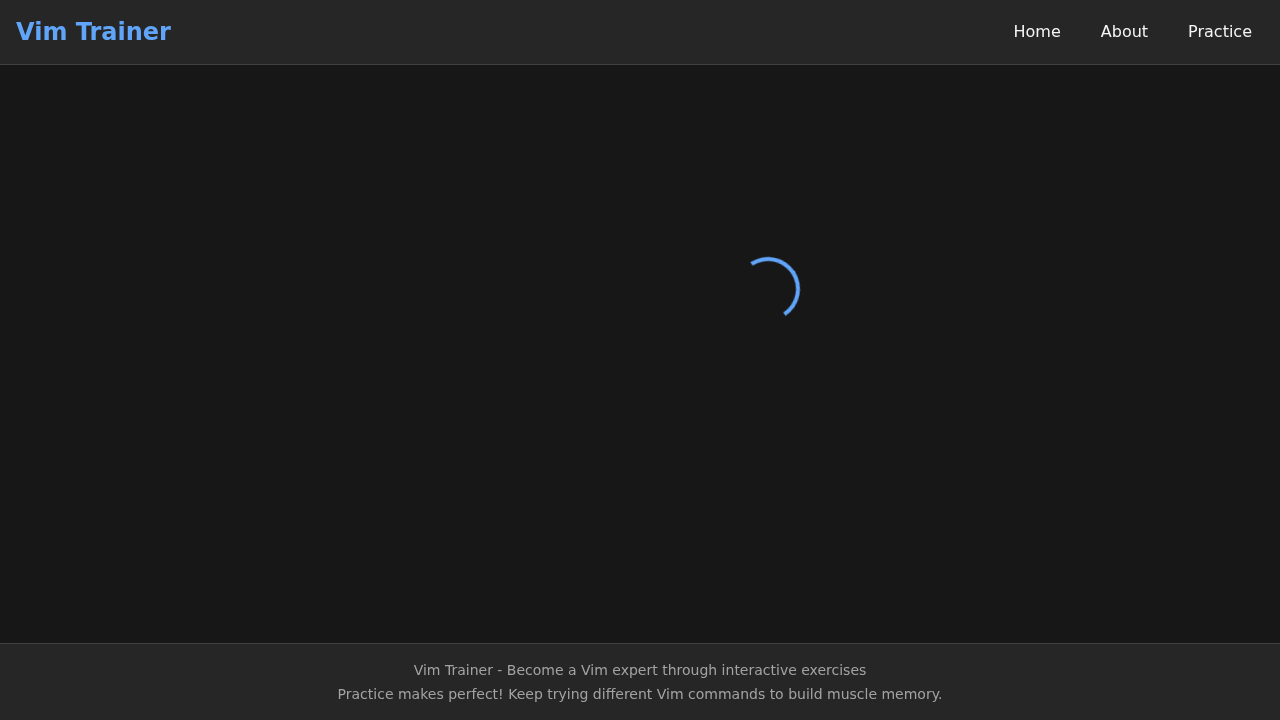 Vim Trainer
Home About Practice
Vim Trainer - Become a Vim expert through interactive exercises
Practice makes perfect! Keep trying different Vim commands to build muscle memory.